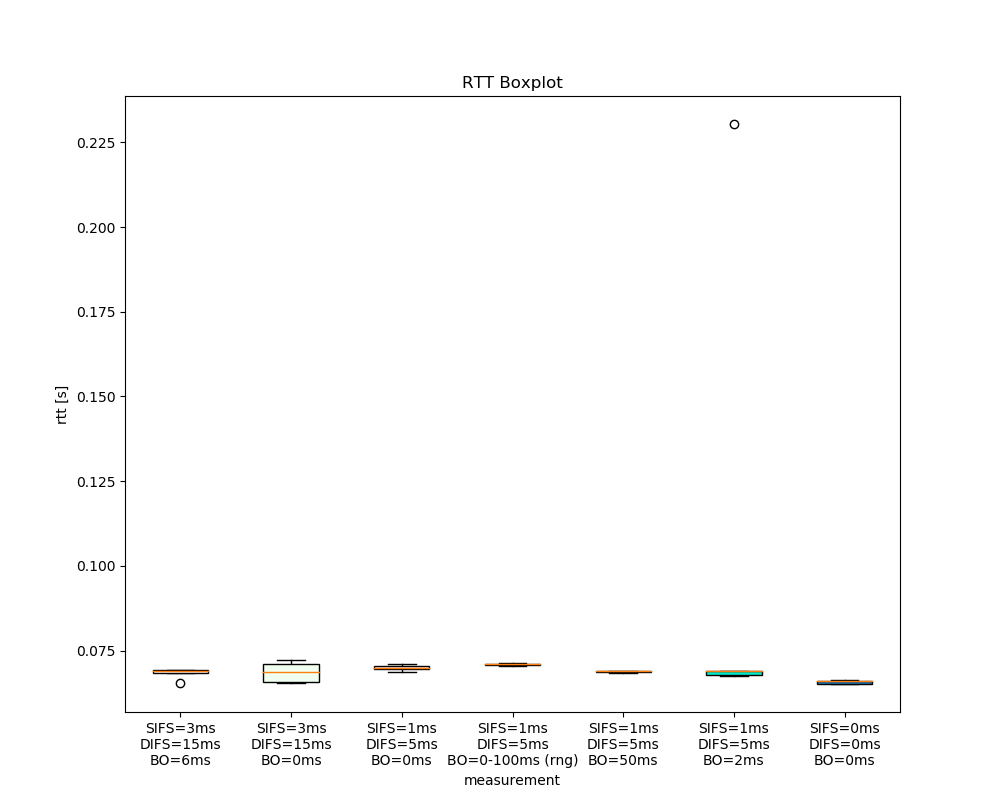 RTT Boxplot
0.225
0.200
0.175
0.150
0.125
0.100
0.075
rtt [s]
SIFS=3ms
DIFS=15ms
BO=6ms
SIFS=3ms
DIFS=15ms
BO=0ms
SIFS=1ms
DIFS=5ms
BO=0ms
SIFS=1ms
DIFS=5ms
BO=0-100ms (rng)
SIFS=1ms
DIFS=5ms
BO=50ms
SIFS=1ms
DIFS=5ms
BO=2ms
SIFS=0ms
DIFS=0ms
BO=0ms
measurement